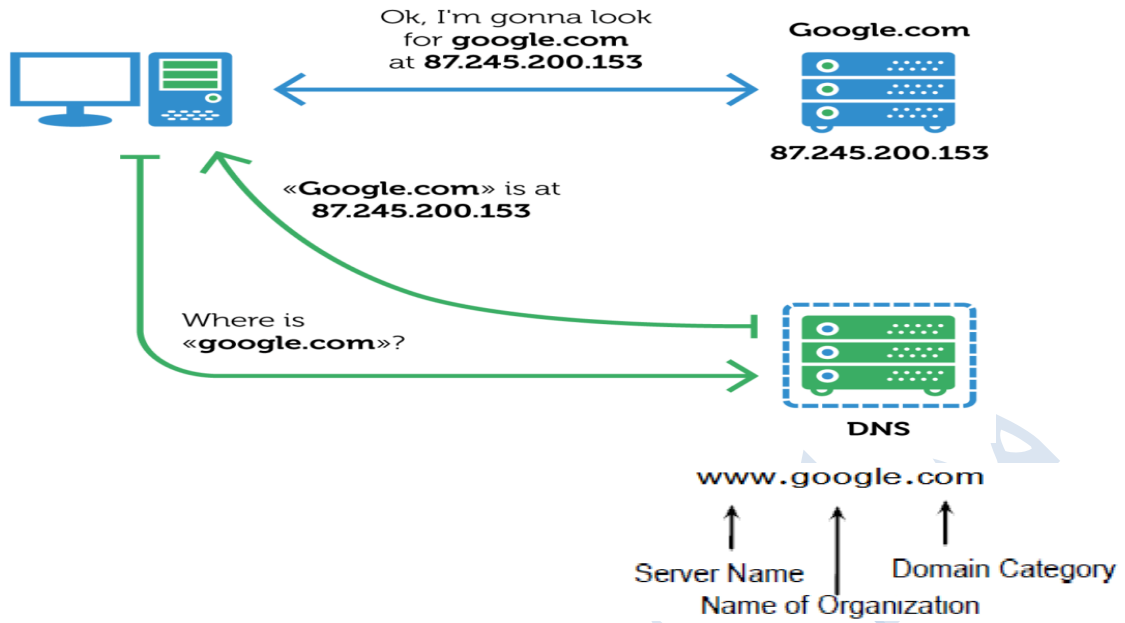 Ok, I'm gonna look
for google.com
at 87.245.200.153
Google.com
87.245.200.153
«Google.com» is at
87.245.200.153
Where is
«google.com»?
DNS
www.google.com
Server Name
Domain Category
Name of Organization